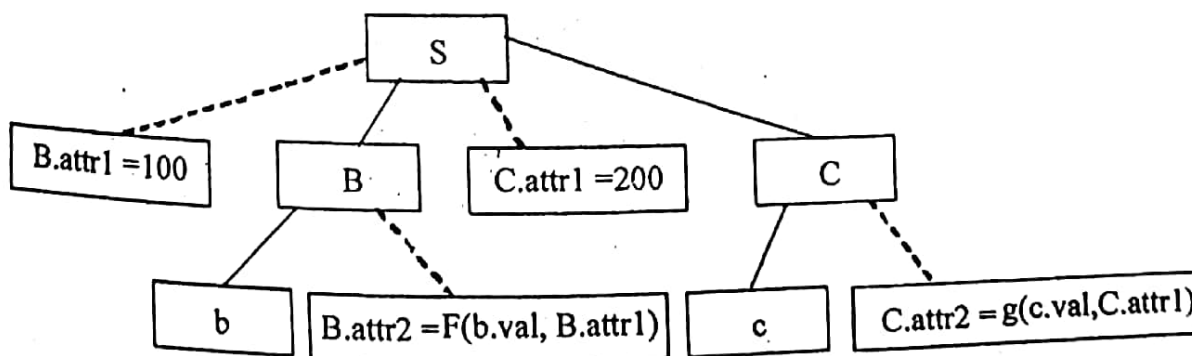 S
B.attr1 =100
B
C.attr1 =200
C
b
B.attr2 =F(b.val, B.attr1)
c
C.attr2 =g(c.val,C.attr1)